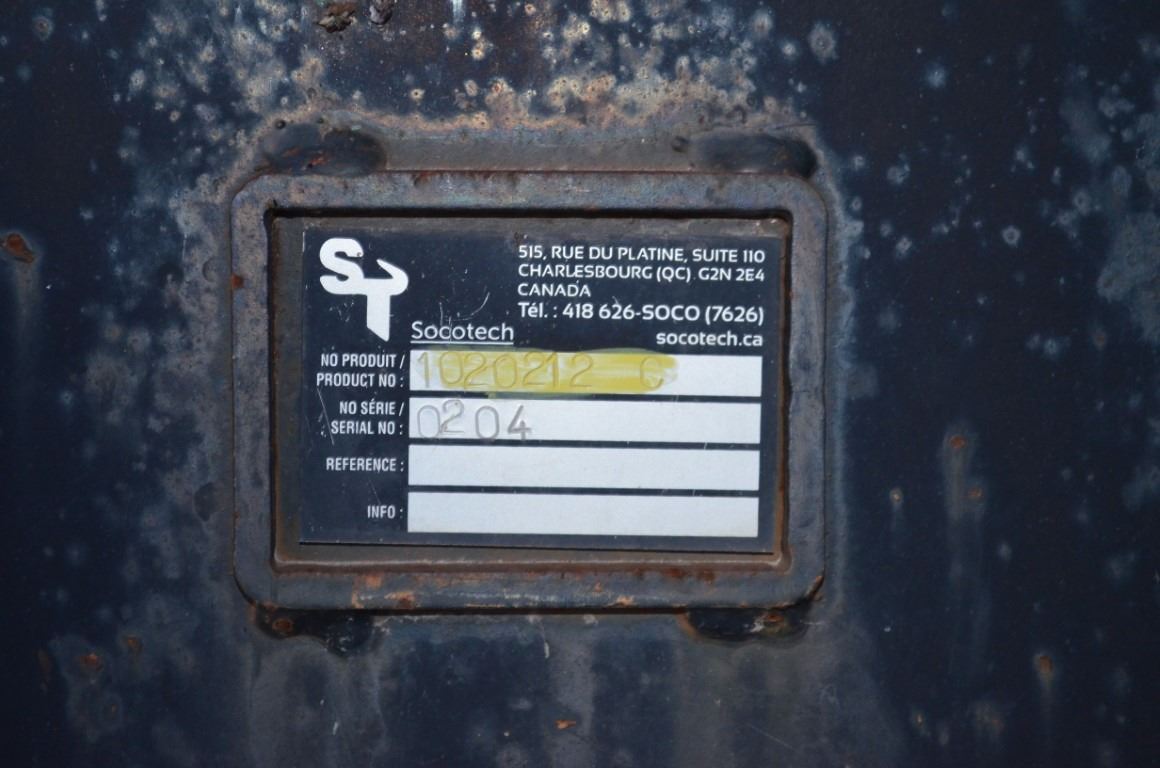 ST
Socotech
515, RUE DU PLATINE, SUITE 110
CHARLESBOURG (QC) G2N 2E4
CANADA
Tél. : 418 626-SOCO (7626)
socotech.ca
NO PRODUIT /
PRODUCT NO : 1020212 C
NO SÉRIE /
SERIAL NO : 0204
REFERENCE :
INFO :